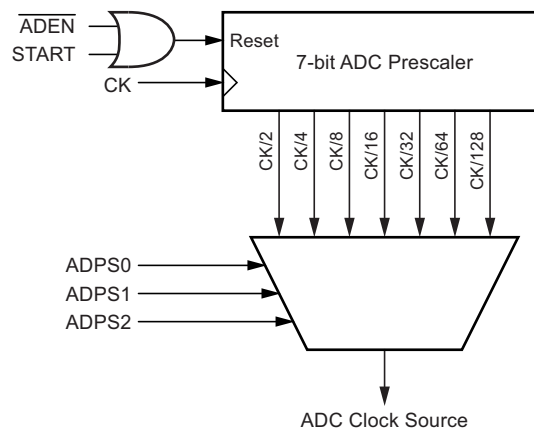 ADEN
START
CK
Reset
7-bit ADC Prescaler
CK/2
CK/4
CK/8
CK/16
CK/32
CK/64
CK/128
ADPS0
ADPS1
ADPS2
ADC Clock Source